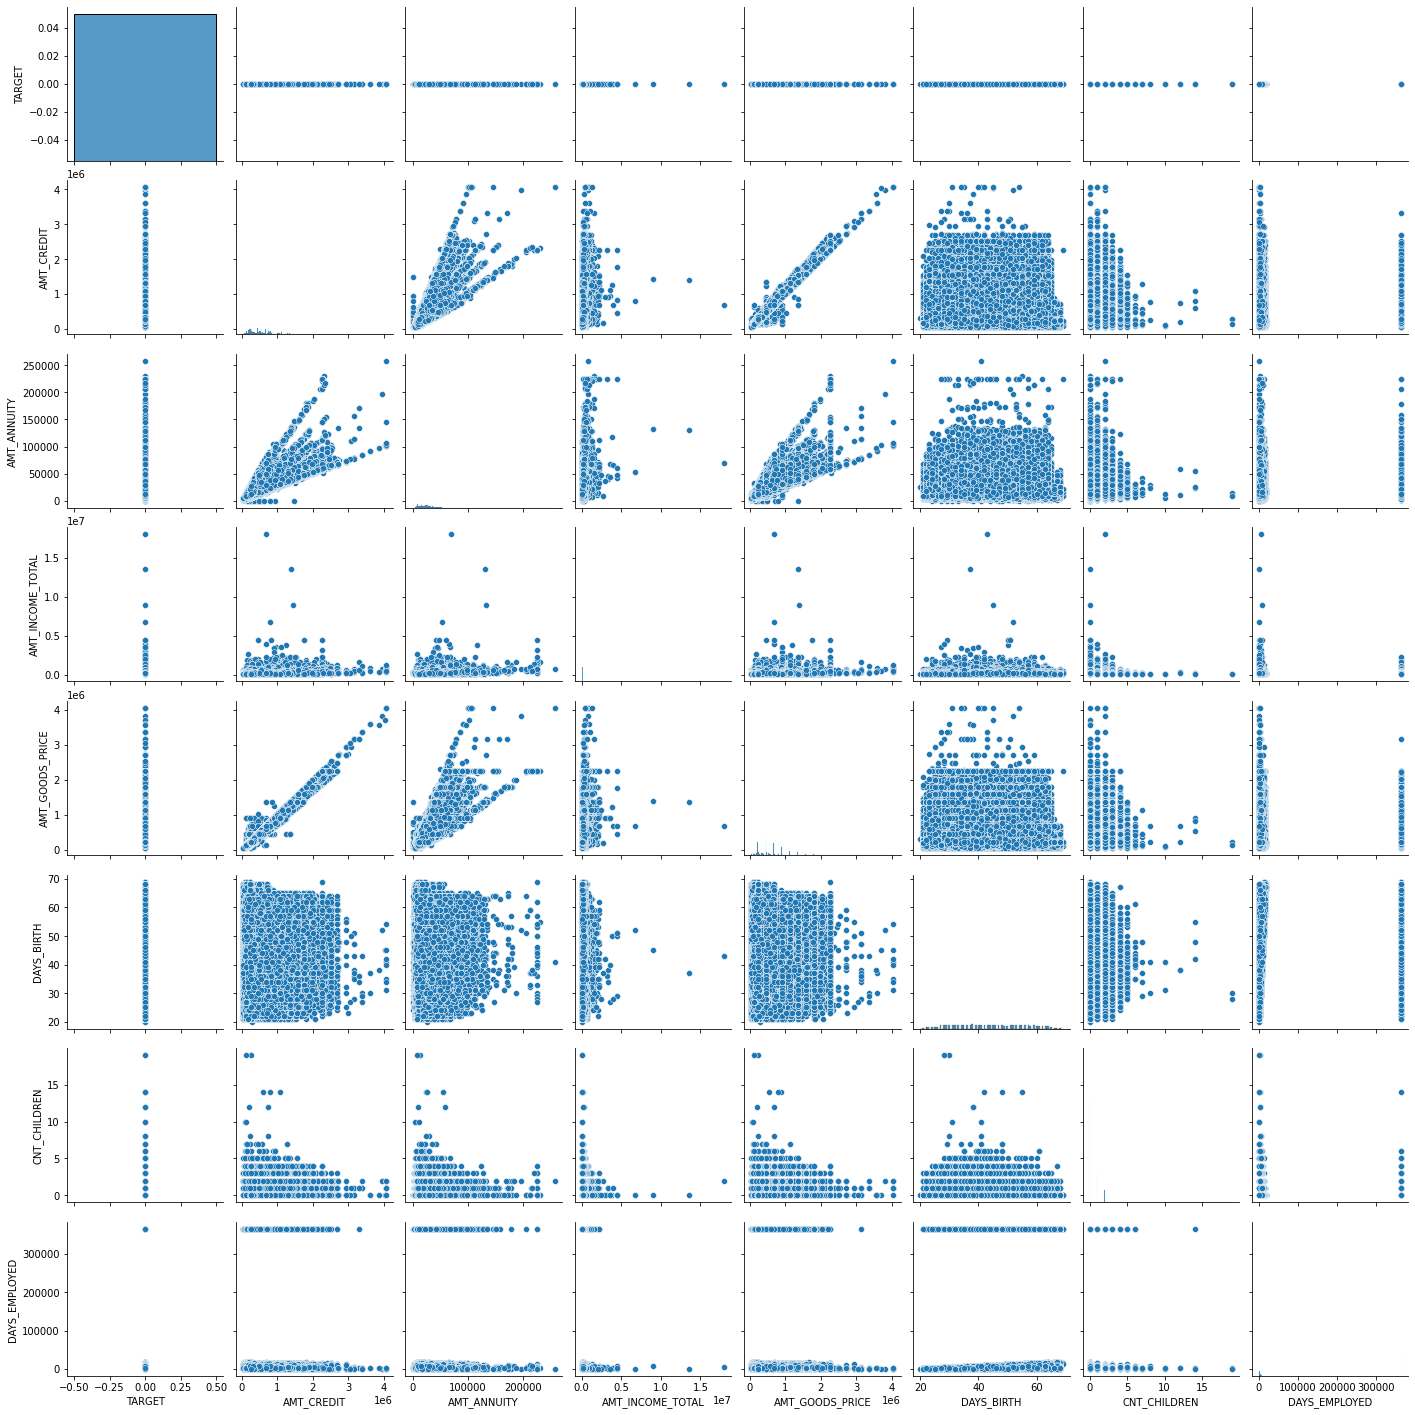 0.04
0.02
0.00
−0.02
−0.04
TARGET
1e6
4
3
2
1
0
AMT_CREDIT
250000
200000
150000
100000
50000
0
AMT_ANNUITY
1e7
1.5
1.0
0.5
0.0
AMT_INCOME_TOTAL
1e6
4
3
2
1
0
AMT_GOODS_PRICE
70
60
50
40
30
20
DAYS_BIRTH
15
10
5
0
CNT_CHILDREN
300000
200000
100000
0
DAYS_EMPLOYED
−0.50 −0.25 0.00 0.25 0.50 0 1 2 3 4 0 100000 200000 0.0 0.5 1.0 1.5 0 1 2 3 4 20 40 60 0 5 10 15 0 100000 200000 300000
1e6 1e7 1e6
TARGET AMT_CREDIT AMT_ANNUITY AMT_INCOME_TOTAL AMT_GOODS_PRICE DAYS_BIRTH CNT_CHILDREN DAYS_EMPLOYED